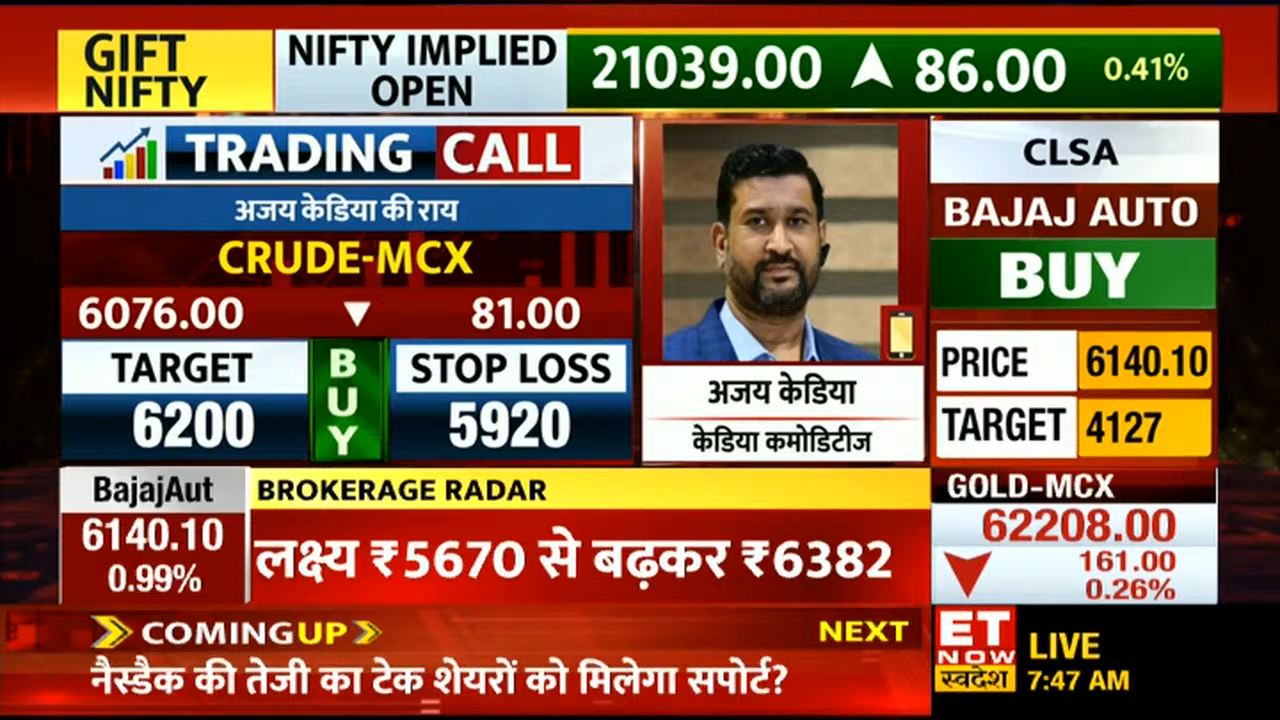 GIFT
NIFTY
NIFTY IMPLIED
OPEN
21039.00 86.00 0.41%
TRADING CALL
अजय केडिया की राय
CRUDE-MCX
6076.00 81.00
TARGET
6200
BUY
STOP LOSS
5920
अजय केडिया
केडिया कमोडिटीज
CLSA
BAJAJ AUTO
BUY
PRICE 6140.10
TARGET 4127
BajajAut
6140.10
0.99%
BROKERAGE RADAR
लक्ष्य ₹5670 से बढ़कर ₹6382
GOLD-MCX
62208.00
161.00
0.26%
COMING UP
NEXT
नैस्डैक की तेजी का टेक शेयरों को मिलेगा सपोर्ट?
ET
NOW
स्वदेश
LIVE
7:47 AM